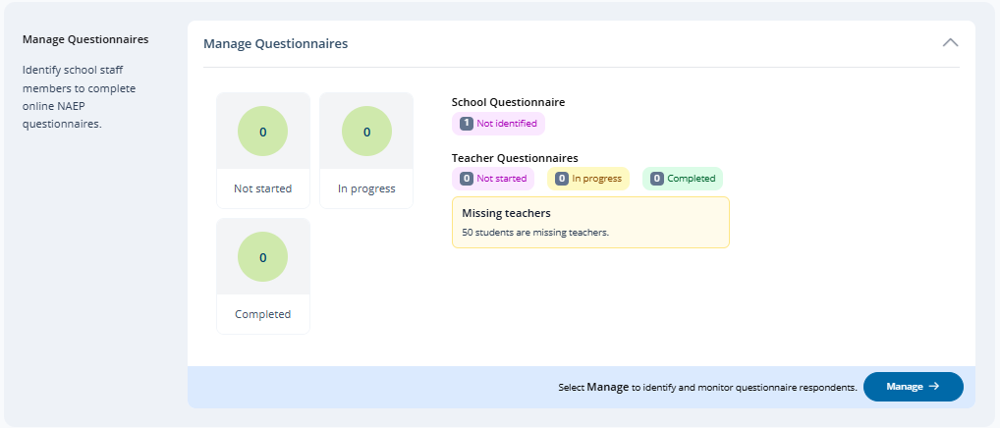 Manage Questionnaires
Identify school staff
members to complete
online NAEP
questionnaires.
Manage Questionnaires
0
Not started
0
In progress
0
Completed
School Questionnaire
1 Not identified
Teacher Questionnaires
0 Not started 0 In progress 0 Completed
Missing teachers
50 students are missing teachers.
Select Manage to identify and monitor questionnaire respondents. Manage →